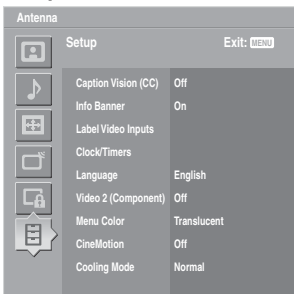 Antenna
Setup Exit: MENU
Caption Vision (CC) Off
Info Banner On
Label Video Inputs
Clock/Timers
Language English
Video 2 (Component) Off
Menu Color Translucent
CineMotion Off
Cooling Mode Normal